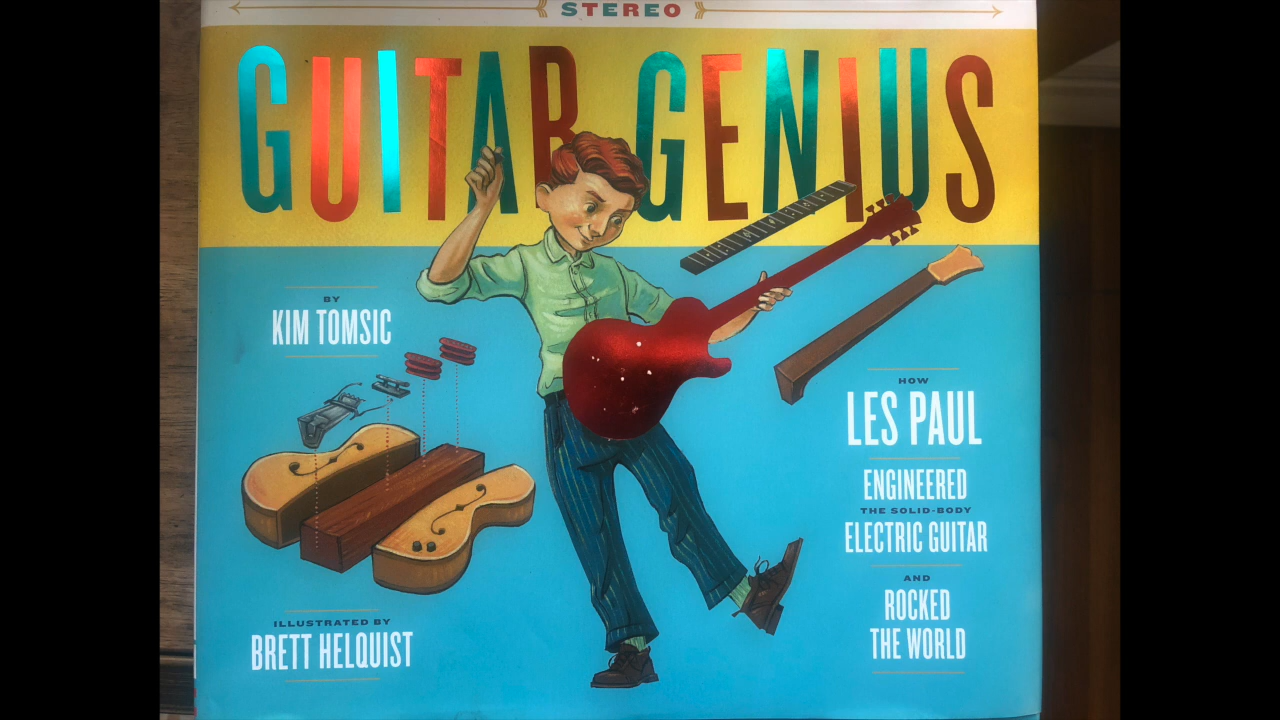 STEREO
GUITAR GENIUS
BY
KIM TOMSIC
HOW
LES PAUL
ENGINEERED
THE SOLID-BODY
ELECTRIC GUITAR
AND
ROCKED
THE WORLD
ILLUSTRATED BY
BRETT HELQUIST